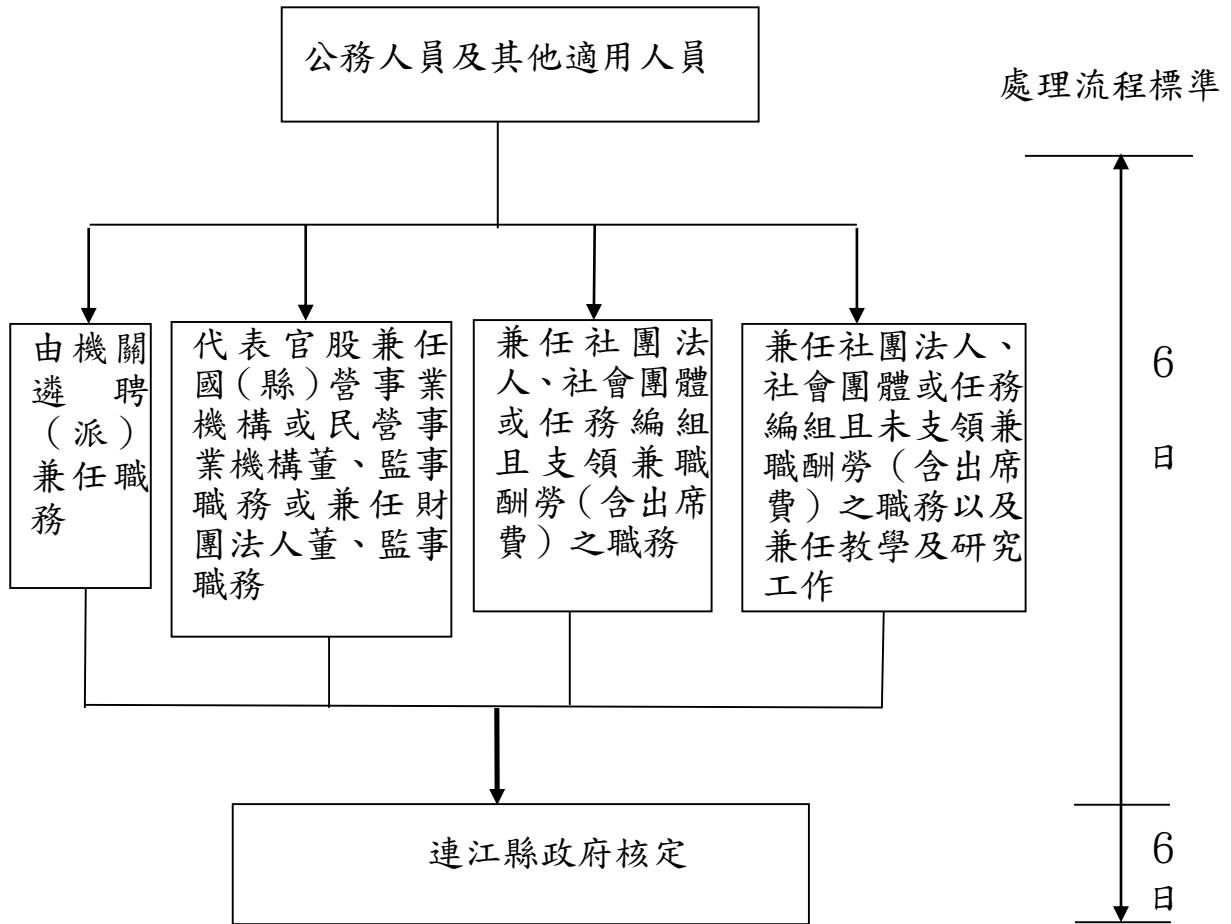 公務人員及其他適用人員
處理流程標準
由機關
遴聘
（派）
兼任職
務
代表官股兼任
國（縣）營事業
機構或民營事
業機構董、監事
職務或兼任財
團法人董、監事
職務
兼任社團法
人、社會團體
或任務編組
且支領兼職
酬勞（含出席
費）之職務
兼任社團法人、
社會團體或任務
編組且未支領兼
職酬勞（含出席
費）之職務以及
兼任教學及研究
工作
6
日
連江縣政府核定
6
日